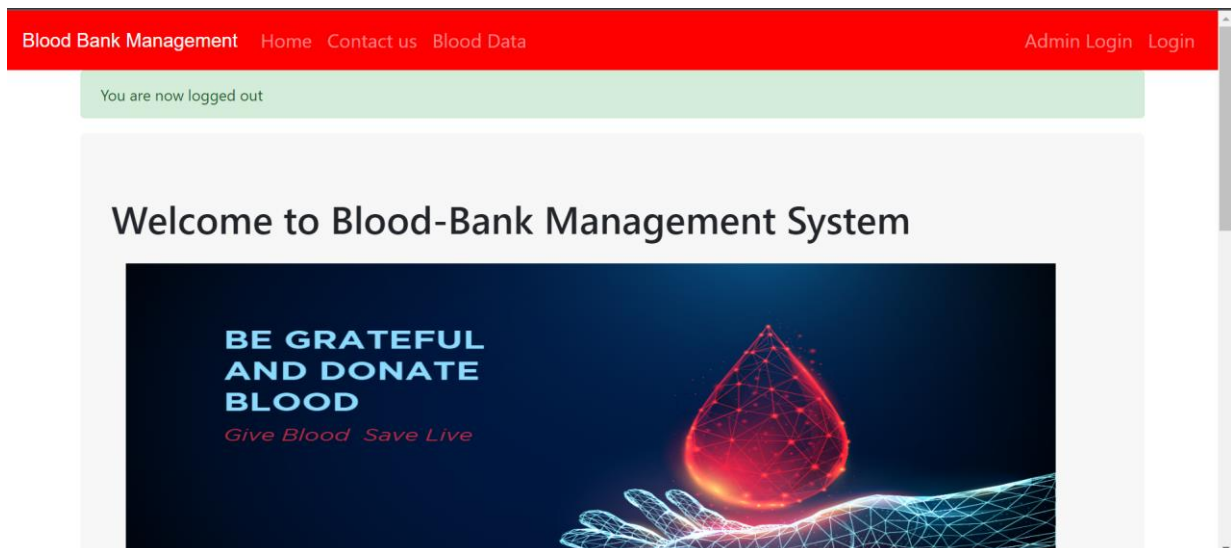 Blood Bank Management Home Contact us Blood Data Admin Login Login
You are now logged out
Welcome to Blood-Bank Management System
BE GRATEFUL
AND DONATE
BLOOD
Give Blood Save Live